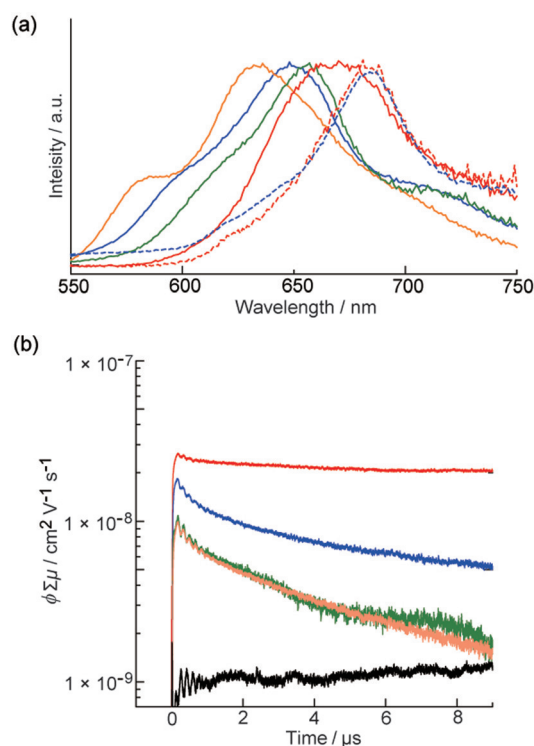 (a)
Inteisity / a.u.
550 600 650 700 750
Wavelength / nm
(b)
1 × 10⁻⁷
1 × 10⁻⁸
1 × 10⁻⁹
ϕΣμ / cm² V⁻¹ s⁻¹
0 2 4 6 8
Time / μs